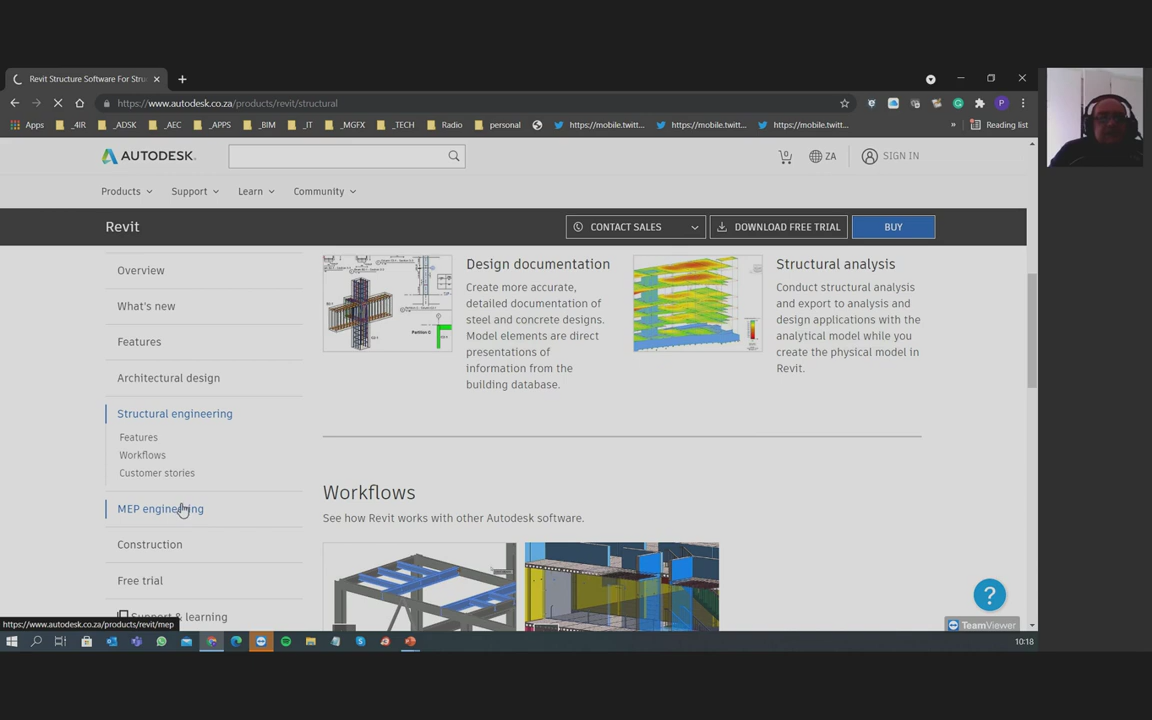 Revit Structure Software For Stru
https://www.autodesk.co.za/products/revit/structural
Apps
_4IR
_ADSK
_AEC
_APPS
_BIM
_IT
_MGFX
_TECH
Radio
personal
https://mobile.twitt...
https://mobile.twitt...
https://mobile.twitt...
»
Reading list
P
AUTODESK.
0
ZA
SIGN IN
Products
Support
Learn
Community
Revit
CONTACT SALES
DOWNLOAD FREE TRIAL
BUY
Overview
What's new
Features
Architectural design
Structural engineering
Features
Workflows
Customer stories
MEP engineering
Construction
Free trial
Support & learning
Design documentation
Create more accurate,
detailed documentation of
steel and concrete designs.
Model elements are direct
presentations of
information from the
building database.
Structural analysis
Conduct structural analysis
and export to analysis and
design applications with the
analytical model while you
create the physical model in
Revit.
Workflows
See how Revit works with other Autodesk software.
?
https://www.autodesk.co.za/products/revit/mep
TeamViewer
10:18